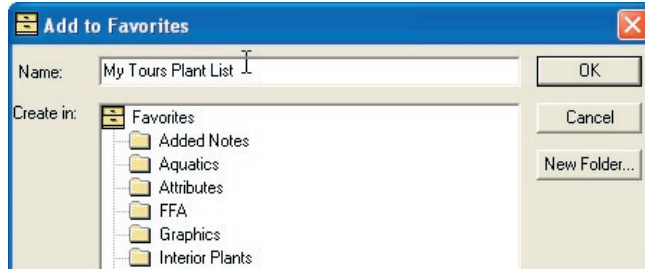 Add to Favorites
Name: My Tours Plant List OK
Create in: Favorites Cancel
Added Notes
Aquatics New Folder...
Attributes
FFA
Graphics
Interior Plants